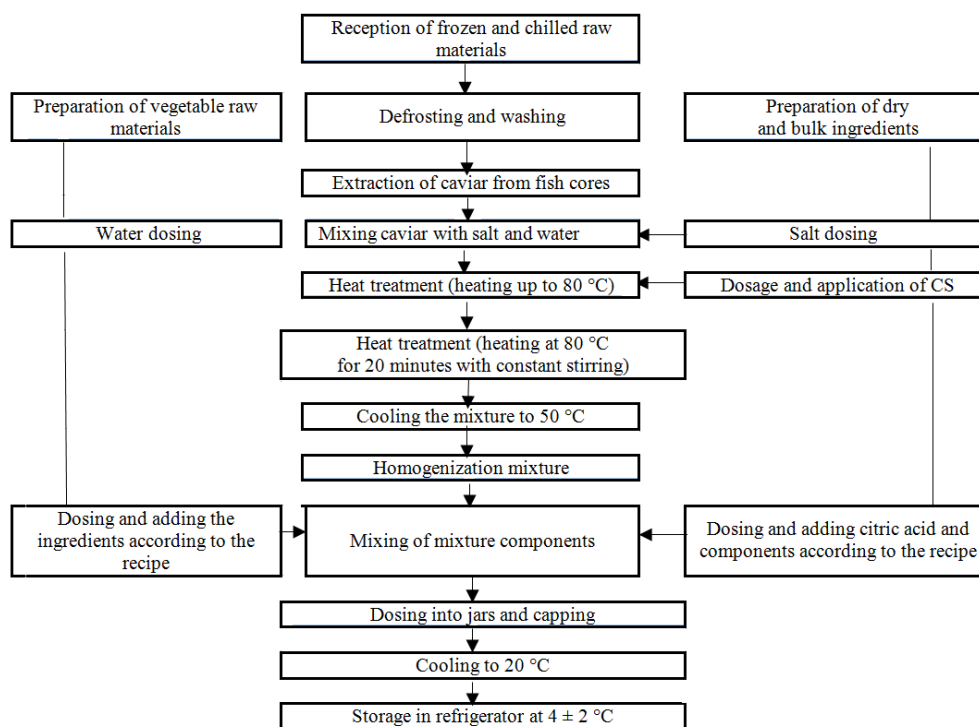 Reception of frozen and chilled raw
materials
Preparation of vegetable raw
materials
Defrosting and washing
Preparation of dry
and bulk ingredients
Extraction of caviar from fish cores
Water dosing
Mixing caviar with salt and water
Salt dosing
Heat treatment (heating up to 80 °C)
Dosage and application of CS
Heat treatment (heating at 80 °C
for 20 minutes with constant stirring)
Cooling the mixture to 50 °C
Homogenization mixture
Dosing and adding the
ingredients according to the
recipe
Mixing of mixture components
Dosing and adding citric acid and
components according to the recipe
Dosing into jars and capping
Cooling to 20 °C
Storage in refrigerator at 4 ± 2 °C